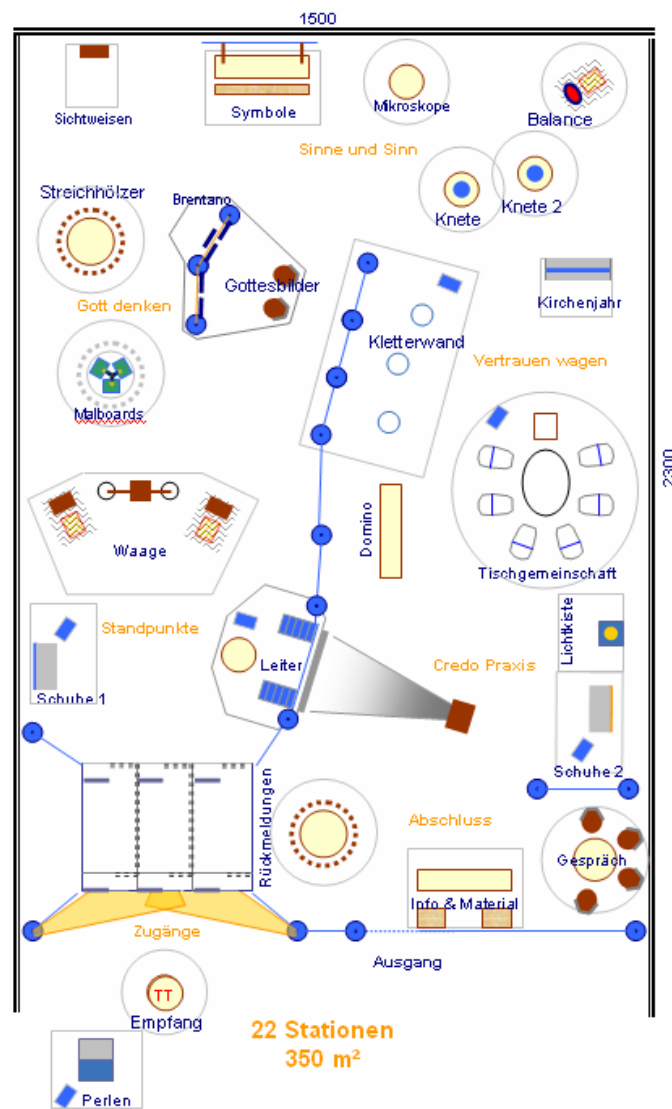 1500
Sichtweisen
Symbole
Mikroskope
Balance
Sinne und Sinn
Streichhölzer
Brentano
Knete
Knete 2
Gottesbilder
Gott denken
Kirchenjahr
Kletterwand
Vertrauen wagen
Malboards
2300
Domino
Waage
Tischgemeinschaft
Lichtkiste
Standpunkte
Leiter
Credo Praxis
Schuhe 1
Schuhe 2
Rückmeldungen
Abschluss
Gespräch
Info & Material
Zugänge
Ausgang
TT
Empfang
22 Stationen
350 m²
Perlen